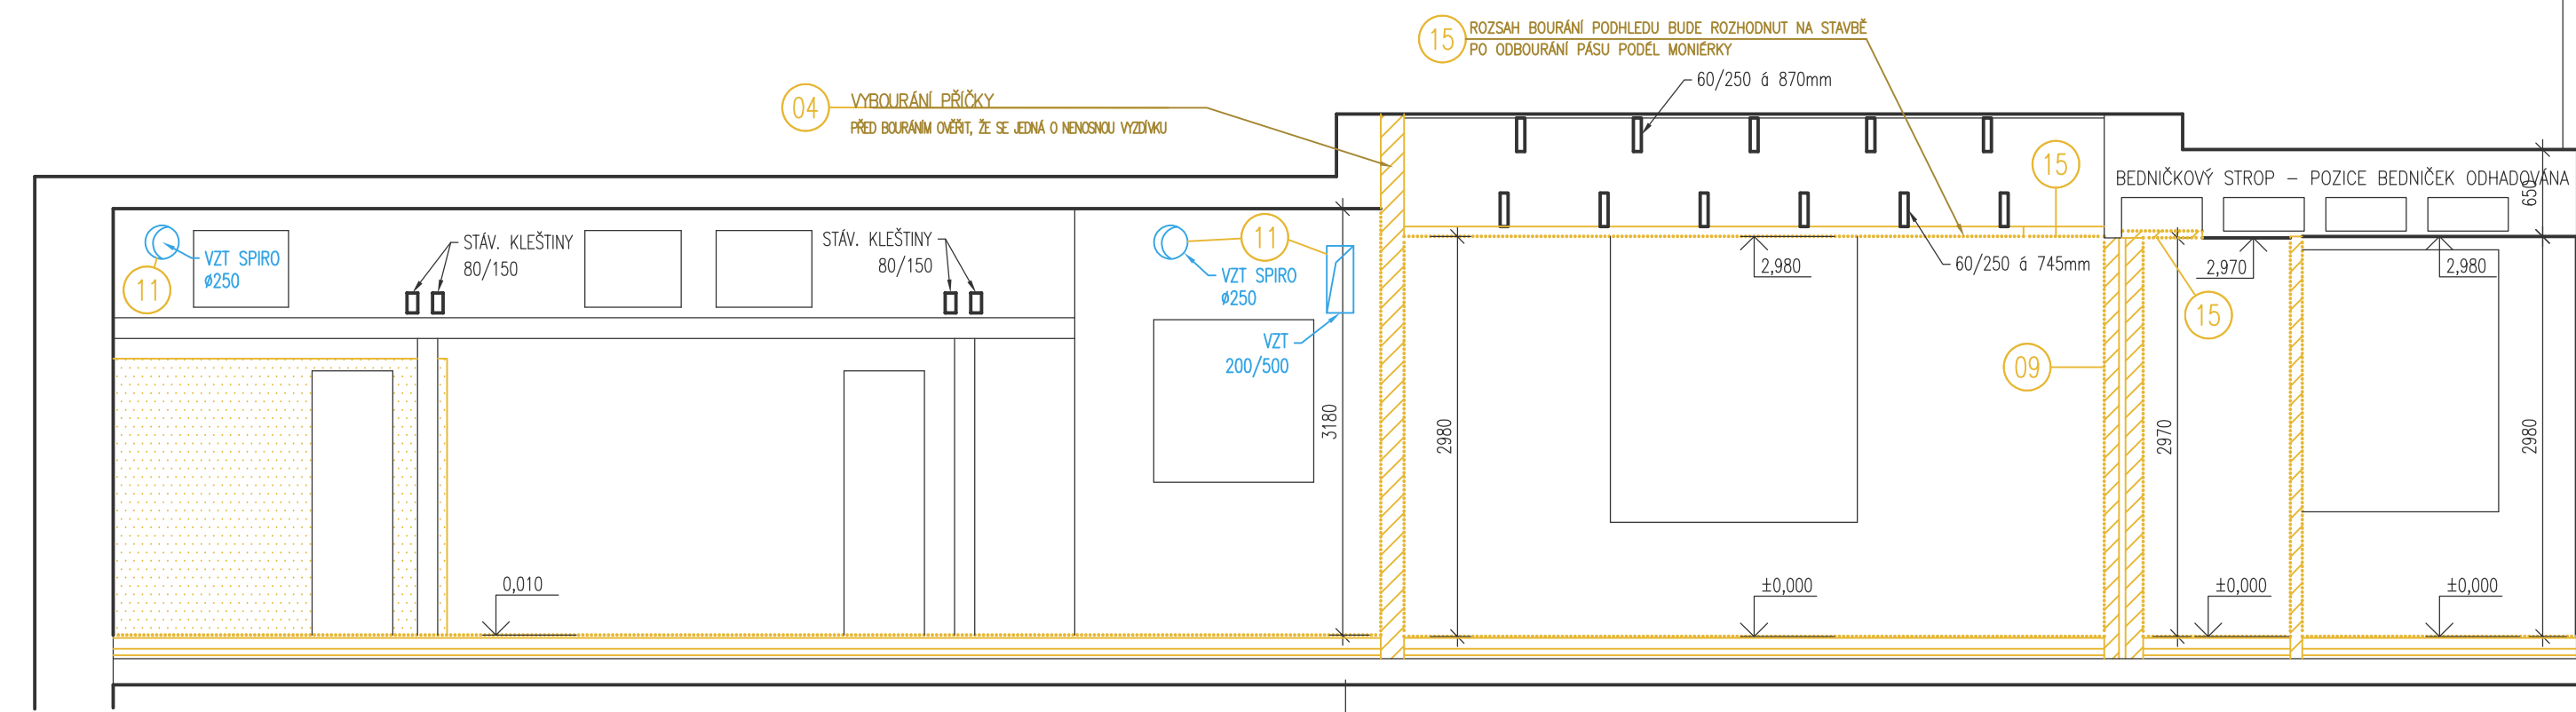 15
ROZSAH BOURÁNÍ PODHLEDU BUDE ROZHODNUT NA STAVBĚ
PO ODBOURÁNÍ PÁSU PODÉL MONIÉRKY
04
VYBOURÁNÍ PŘÍČKY
PŘED BOURÁNÍM OVĚŘIT, ŽE SE JEDNÁ O NENOSNOU VYZDÍVKU
60/250 á 870mm
15
BEDNIČKOVÝ STROP – POZICE BEDNIČEK ODHADOVÁNA
650
11
VZT SPIRO
ø250
STÁV. KLEŠTINY
80/150
STÁV. KLEŠTINY
80/150
11
VZT SPIRO
ø250
VZT
200/500
2,980
60/250 á 745mm
2,970
2,980
15
09
3180
2980
2970
2980
0,010
±0,000
±0,000
±0,000